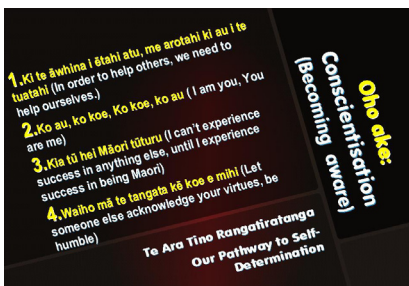 1.Ki te āwhina i ētahi atu, me arotahi ki au i te
tuatahi (In order to help others, we need to
help ourselves.)
2.Ko au, ko koe, Ko koe, ko au ( I am you, You
are me)
3.Kia tū hei Māori tūturu (I can't experience
success in anything else, until I experience
success in being Maori)
4.Waiho mā te tangata kē koe e mihi (Let
someone else acknowledge your virtues, be
humble)
Te Ara Tino Rangatiratanga
Our Pathway to Self-
Determination
Oho ake:
Conscientisation
(Becoming aware)